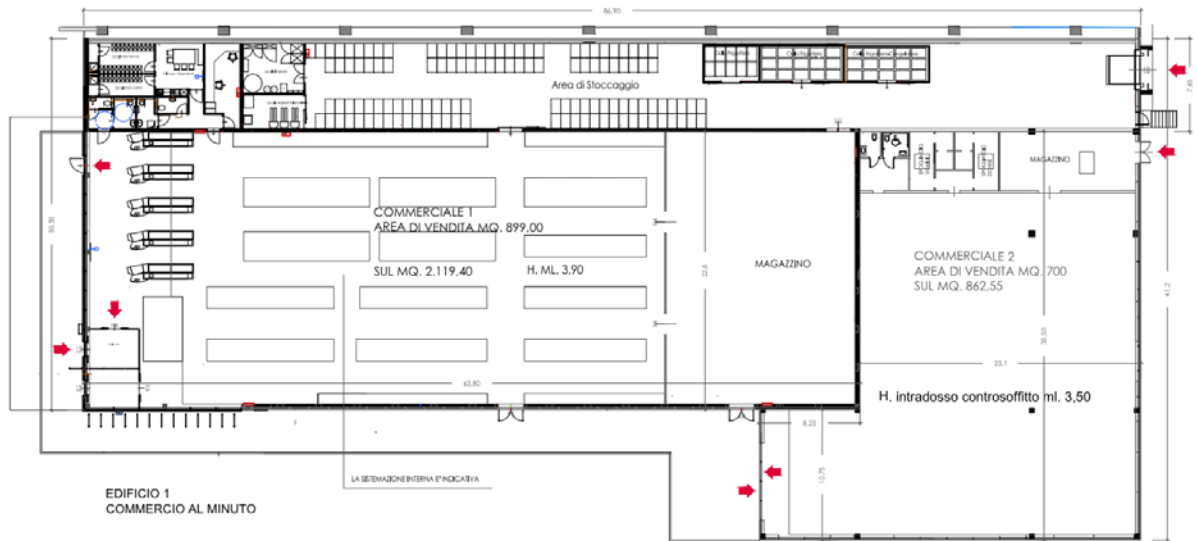 86,90
Area di Stoccaggio
7,65
MAGAZZINO
30,50
COMMERCIALE 1
AREA DI VENDITA MQ. 899,00
SUL MQ. 2.119,40
H. ML. 3,90
22,8
MAGAZZINO
COMMERCIALE 2
AREA DI VENDITA MQ. 700
SUL MQ. 862,55
41,2
23,1
63,80
H. intradosso controsoffitto ml. 3,50
8,25
10,75
LA SISTEMAZIONE INTERNA E' INDICATIVA
EDIFICIO 1
COMMERCIO AL MINUTO